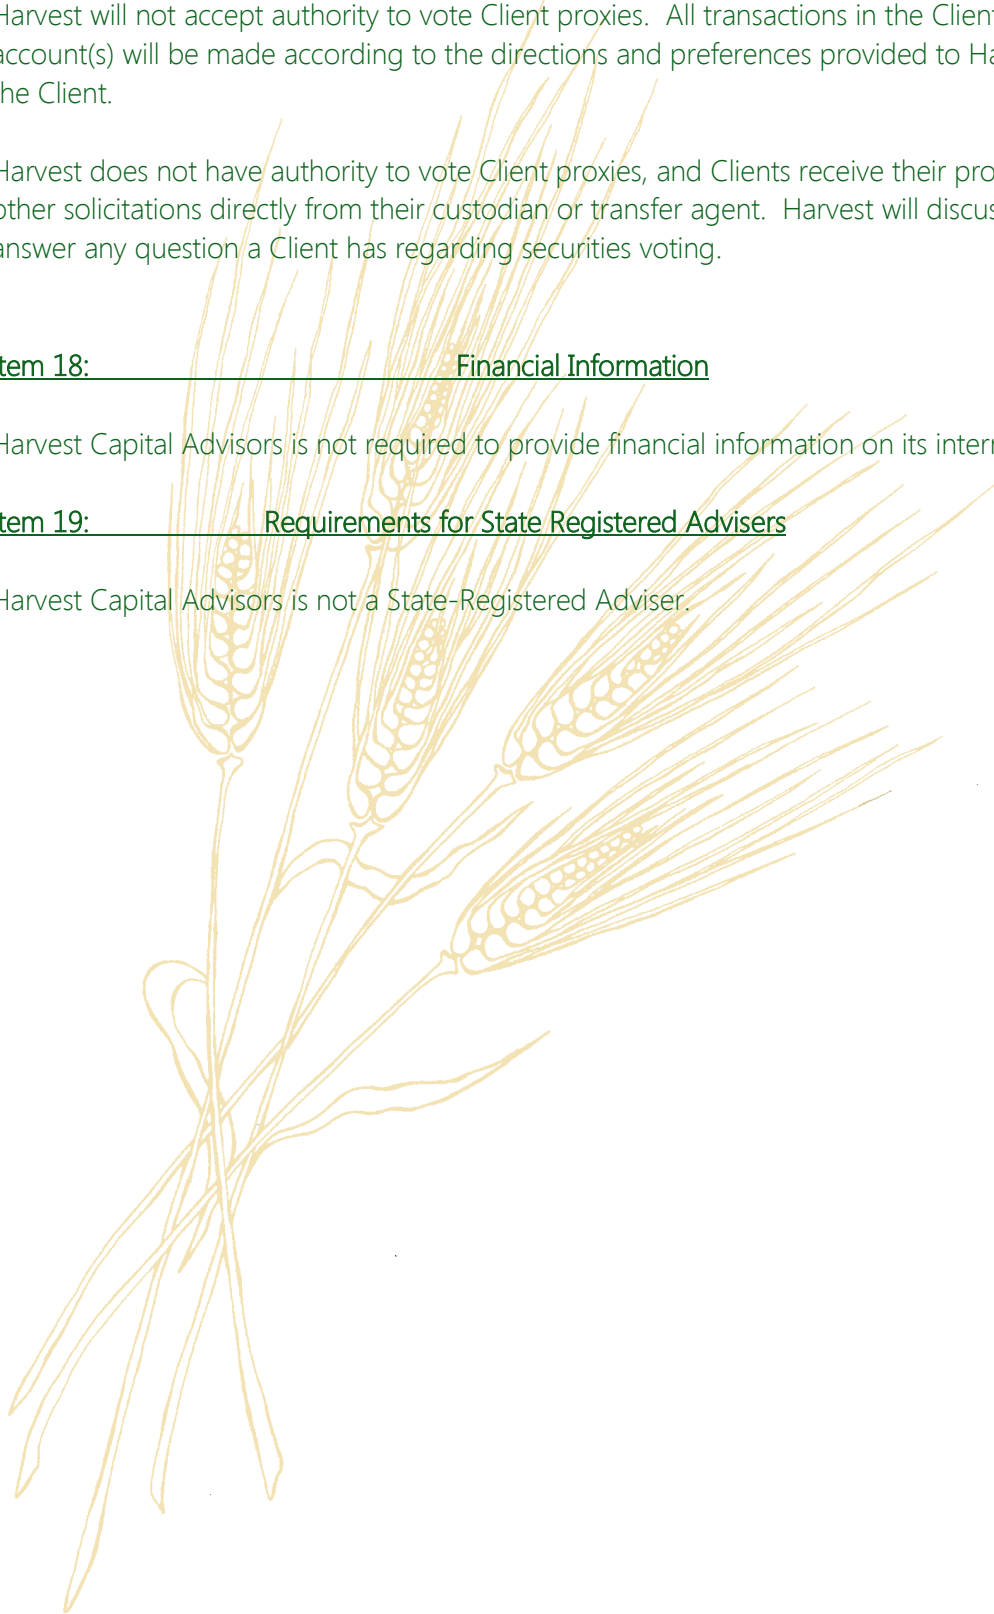 Harvest will not accept authority to vote Client proxies.  All transactions in the Client
account(s) will be made according to the directions and preferences provided to Ha
the Client.
Harvest does not have authority to vote Client proxies, and Clients receive their pro
other solicitations directly from their custodian or transfer agent.  Harvest will discus
answer any question a Client has regarding securities voting.
tem 18: Financial Information
Harvest Capital Advisors is not required to provide financial information on its intern
tem 19: Requirements for State Registered Advisers
Harvest Capital Advisors is not a State-Registered Adviser.